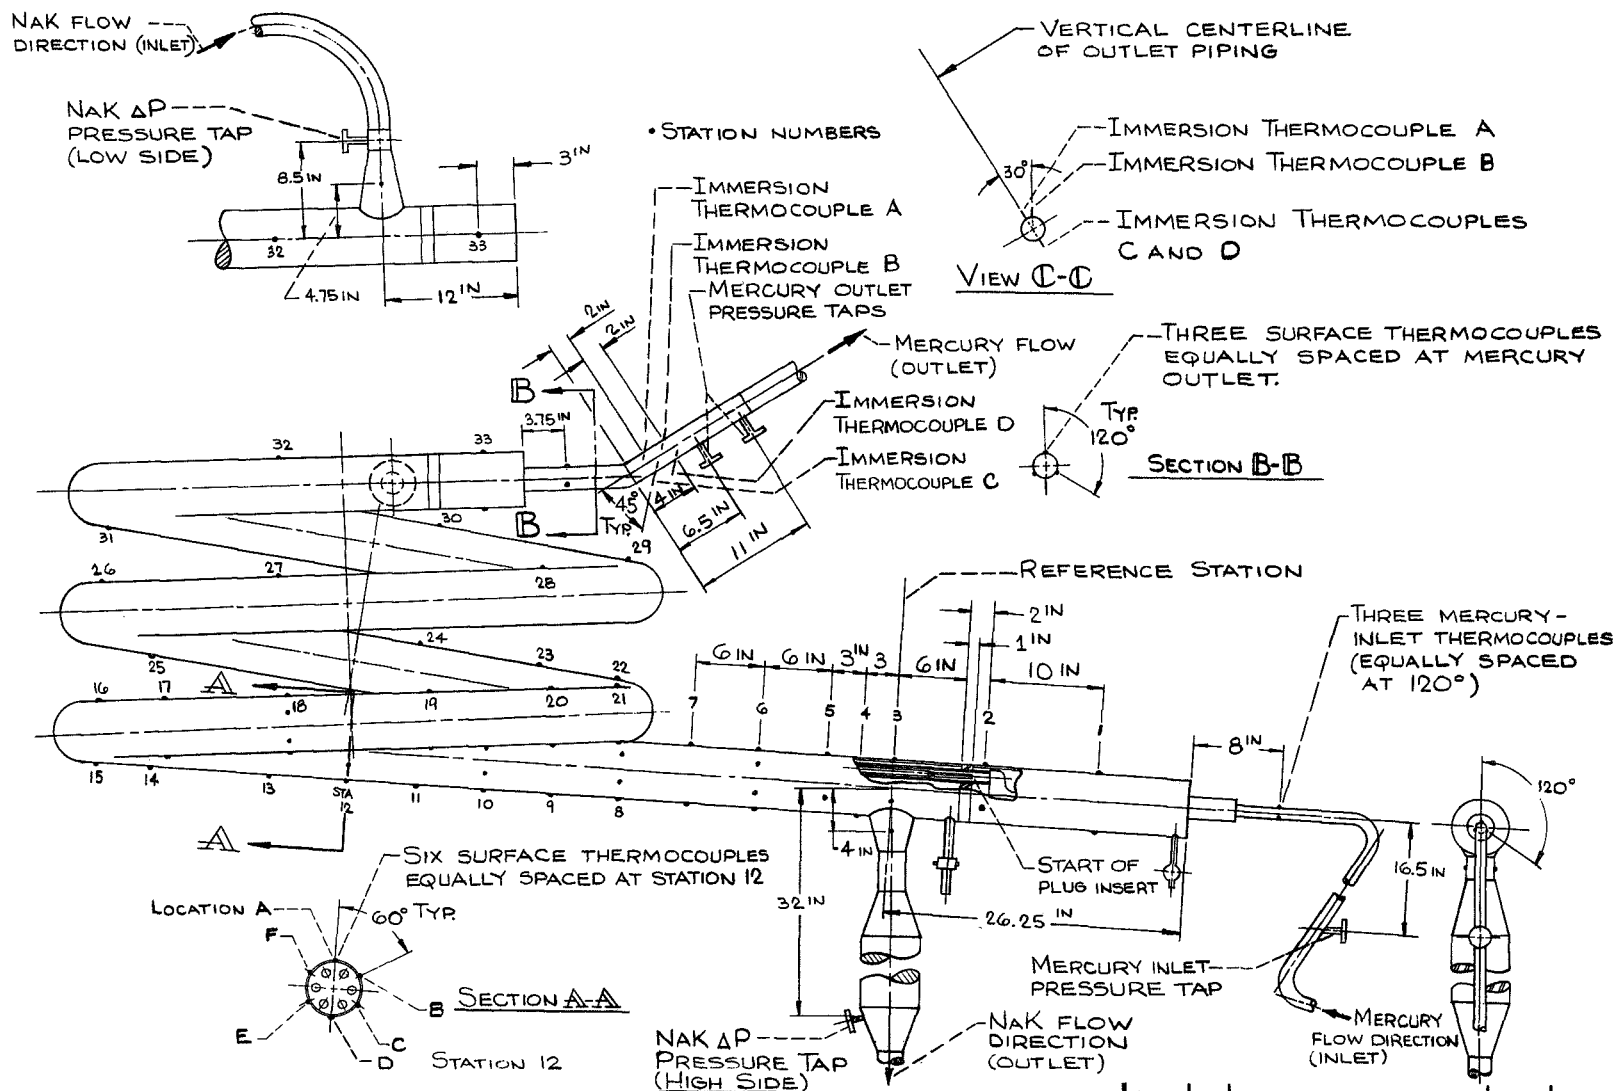 NaK FLOW
DIRECTION (INLET)
NaK ΔP
PRESSURE TAP
(LOW SIDE)
8.5 IN
3 IN
32
33
4.75 IN
12 IN
• STATION NUMBERS
VERTICAL CENTERLINE
OF OUTLET PIPING
IMMERSION THERMOCOUPLE A
IMMERSION THERMOCOUPLE B
30°
IMMERSION THERMOCOUPLES
C AND D
VIEW C-C
IMMERSION
THERMOCOUPLE A
IMMERSION
THERMOCOUPLE B
MERCURY OUTLET
PRESSURE TAPS
2 IN
2 IN
MERCURY FLOW
(OUTLET)
IMMERSION
THERMOCOUPLE D
IMMERSION
THERMOCOUPLE C
THREE SURFACE THERMOCOUPLES
EQUALLY SPACED AT MERCURY
OUTLET.
TYP.
120°
SECTION B-B
B
3.75 IN
32
33
B
45°
TYP.
4 IN
6.5 IN
11 IN
30
31
29
26
27
28
24
25
23
22
A
16
17
18
19
20
21
15
14
13
STA
12
11
10
9
8
A
REFERENCE STATION
2 IN
1 IN
6 IN
6 IN
3 IN
3
6 IN
10 IN
7
6
5
4
3
2
1
THREE MERCURY-
INLET THERMOCOUPLES
(EQUALLY SPACED
AT 120°)
8 IN
120°
16.5 IN
4 IN
32 IN
START OF
PLUG INSERT
26.25 IN
MERCURY INLET
PRESSURE TAP
MERCURY
FLOW DIRECTION
(INLET)
SIX SURFACE THERMOCOUPLES
EQUALLY SPACED AT STATION 12
LOCATION A
60° TYP.
F
B
SECTION A-A
E
C
D
STATION 12
NaK ΔP
PRESSURE TAP
(HIGH SIDE)
NaK FLOW
DIRECTION
(OUTLET)